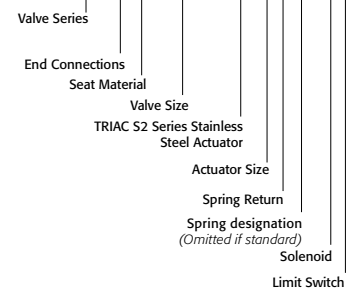 Valve Series
End Connections
Seat Material
Valve Size
TRIAC S2 Series Stainless
Steel Actuator
Actuator Size
Spring Return
Spring designation
(Omitted if standard)
Solenoid
Limit Switch